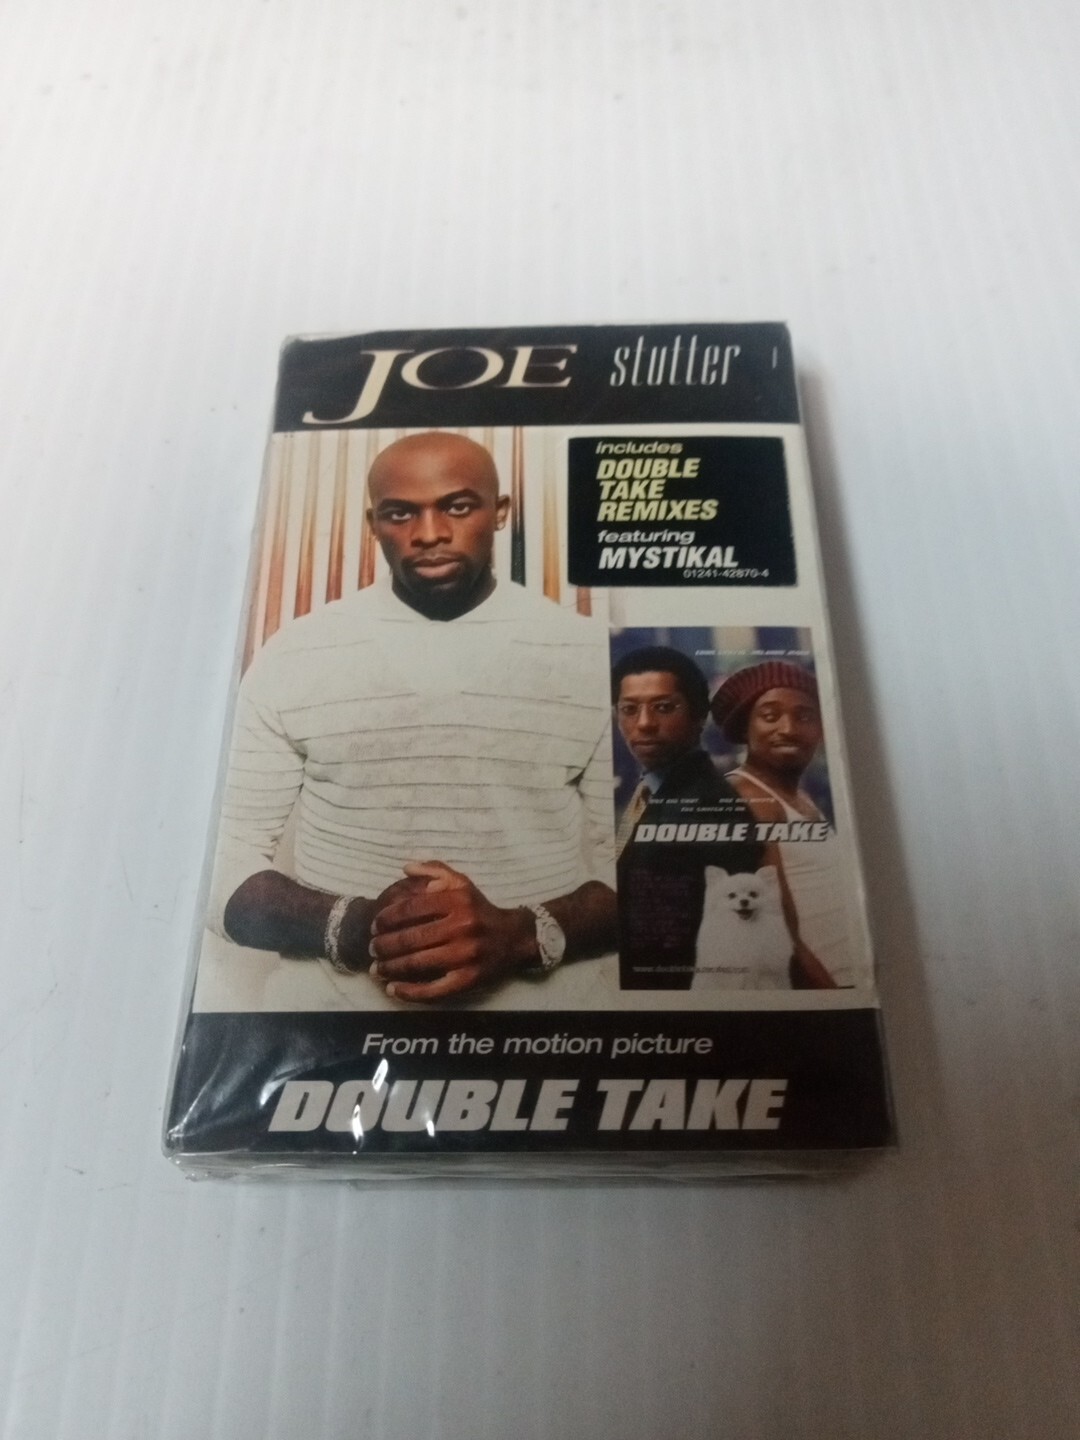 JOE stutter
includes
DOUBLE
TAKE
REMIXES
featuring
MYSTIKAL
01241-42870-4
DOUBLE TAKE
From the motion picture
DOUBLE TAKE